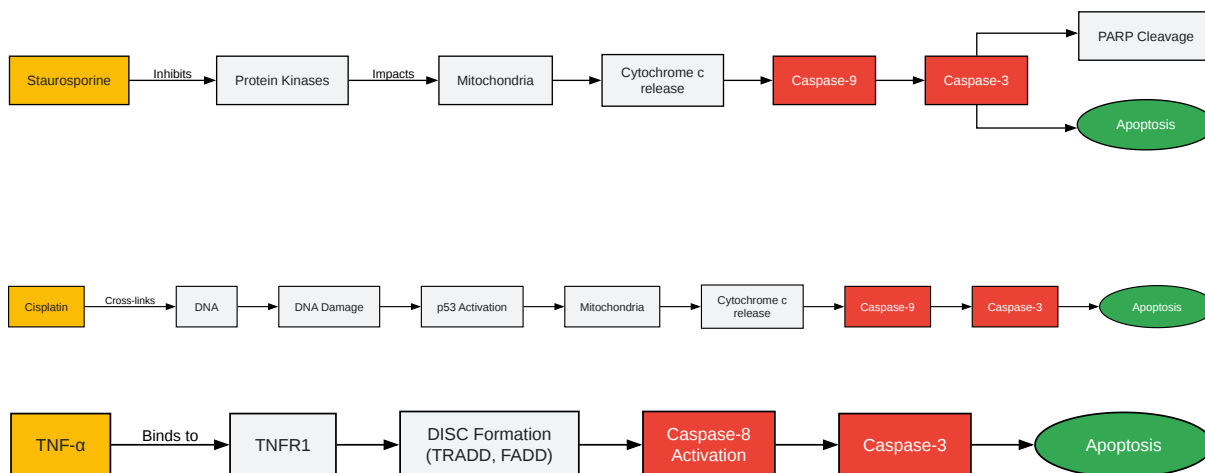 Staurosporine
Inhibits
Protein Kinases
Impacts
Mitochondria
Cytochrome c
release
Caspase-9
Caspase-3
PARP Cleavage
Apoptosis
Cisplatin
Cross-links
DNA
DNA Damage
p53 Activation
Mitochondria
Cytochrome c
release
Caspase-9
Caspase-3
Apoptosis
TNF-α
Binds to
TNFR1
DISC Formation
(TRADD, FADD)
Caspase-8
Activation
Caspase-3
Apoptosis